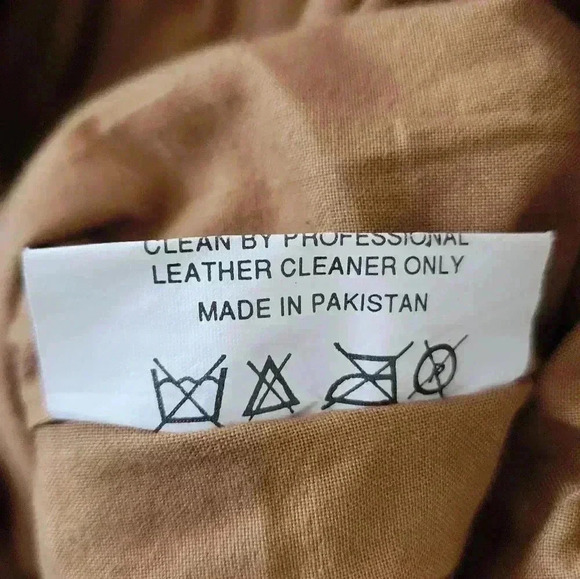 CLEAN BY PROFESSIONAL
LEATHER CLEANER ONLY
MADE IN PAKISTAN
P